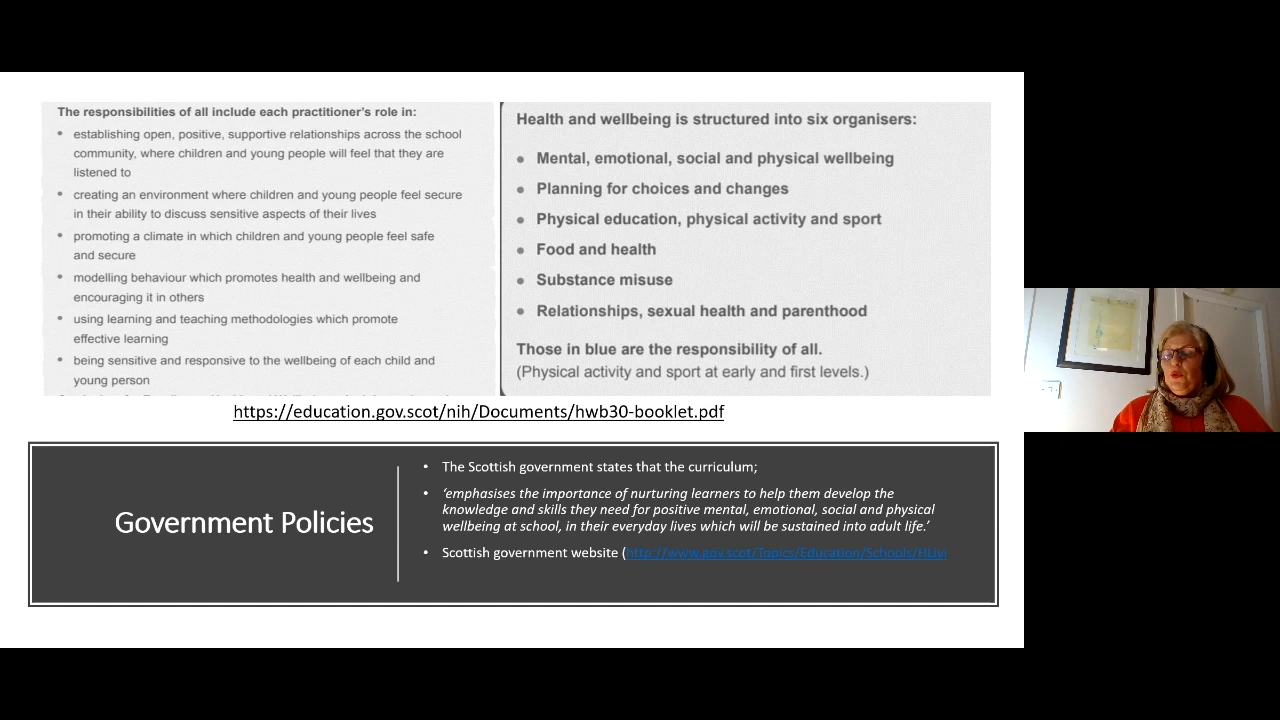 The responsibilities of all include each practitioner's role in:
• establishing open, positive, supportive relationships across the school
community, where children and young people will feel that they are
listened to
• creating an environment where children and young people feel secure
in their ability to discuss sensitive aspects of their lives
• promoting a climate in which children and young people feel safe
and secure
• modelling behaviour which promotes health and wellbeing and
encouraging it in others
• using learning and teaching methodologies which promote
effective learning
• being sensitive and responsive to the wellbeing of each child and
young person
Health and wellbeing is structured into six organisers:
• Mental, emotional, social and physical wellbeing
• Planning for choices and changes
• Physical education, physical activity and sport
• Food and health
• Substance misuse
• Relationships, sexual health and parenthood
Those in blue are the responsibility of all.
(Physical activity and sport at early and first levels.)
https://education.gov.scot/nih/Documents/hwb30-booklet.pdf
Government Policies
• The Scottish government states that the curriculum;
• ‘emphasises the importance of nurturing learners to help them develop the
knowledge and skills they need for positive mental, emotional, social and physical
wellbeing at school, in their everyday lives which will be sustained into adult life.’
• Scottish government website (http://www.gov.scot/Topics/Education/Schools/HLivi